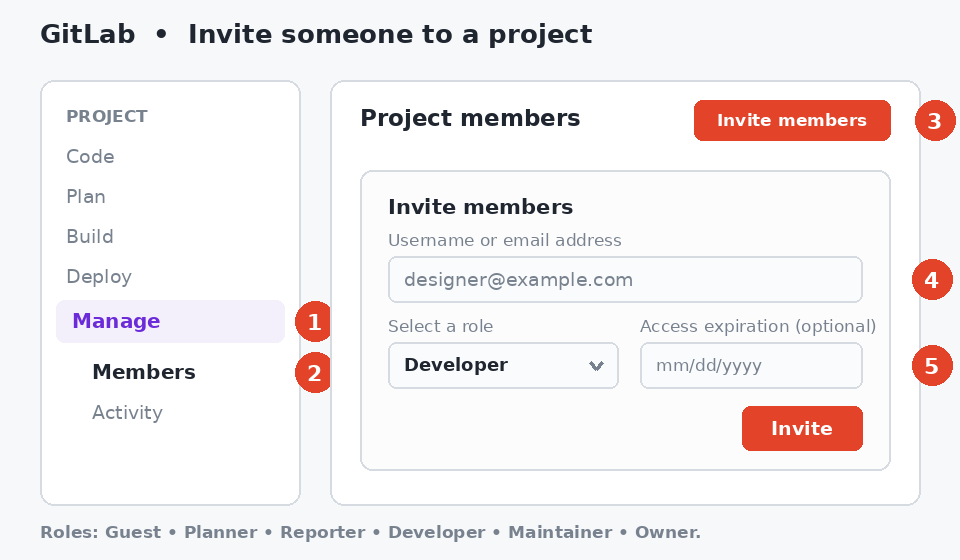 GitLab • Invite someone to a project
PROJECT
Code
Plan
Build
Deploy
Manage
1
Members
2
Activity
Project members
Invite members
3
Invite members
Username or email address
designer@example.com
4
Select a role
Access expiration (optional)
Developer
mm/dd/yyyy
5
Invite
Roles: Guest • Planner • Reporter • Developer • Maintainer • Owner.